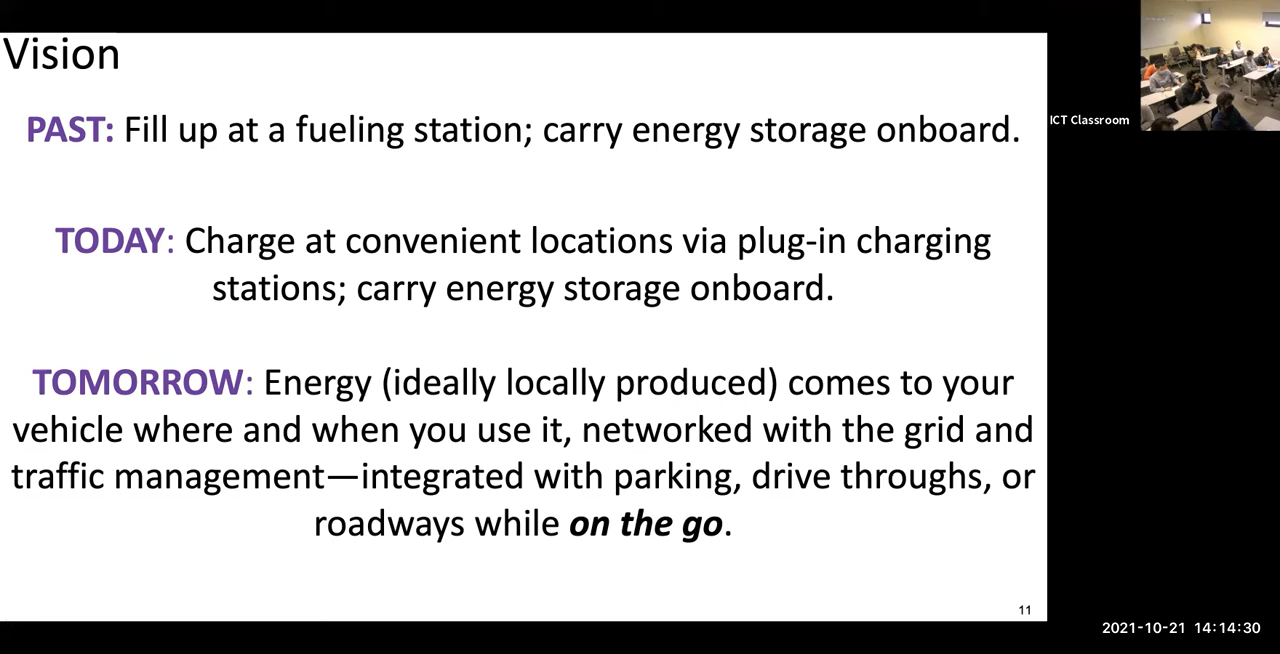 Vision
PAST: Fill up at a fueling station; carry energy storage onboard.
TODAY: Charge at convenient locations via plug-in charging
stations; carry energy storage onboard.
TOMORROW: Energy (ideally locally produced) comes to your
vehicle where and when you use it, networked with the grid and
traffic management—integrated with parking, drive throughs, or
roadways while on the go.
11
ICT Classroom
2021-10-21 14:14:30